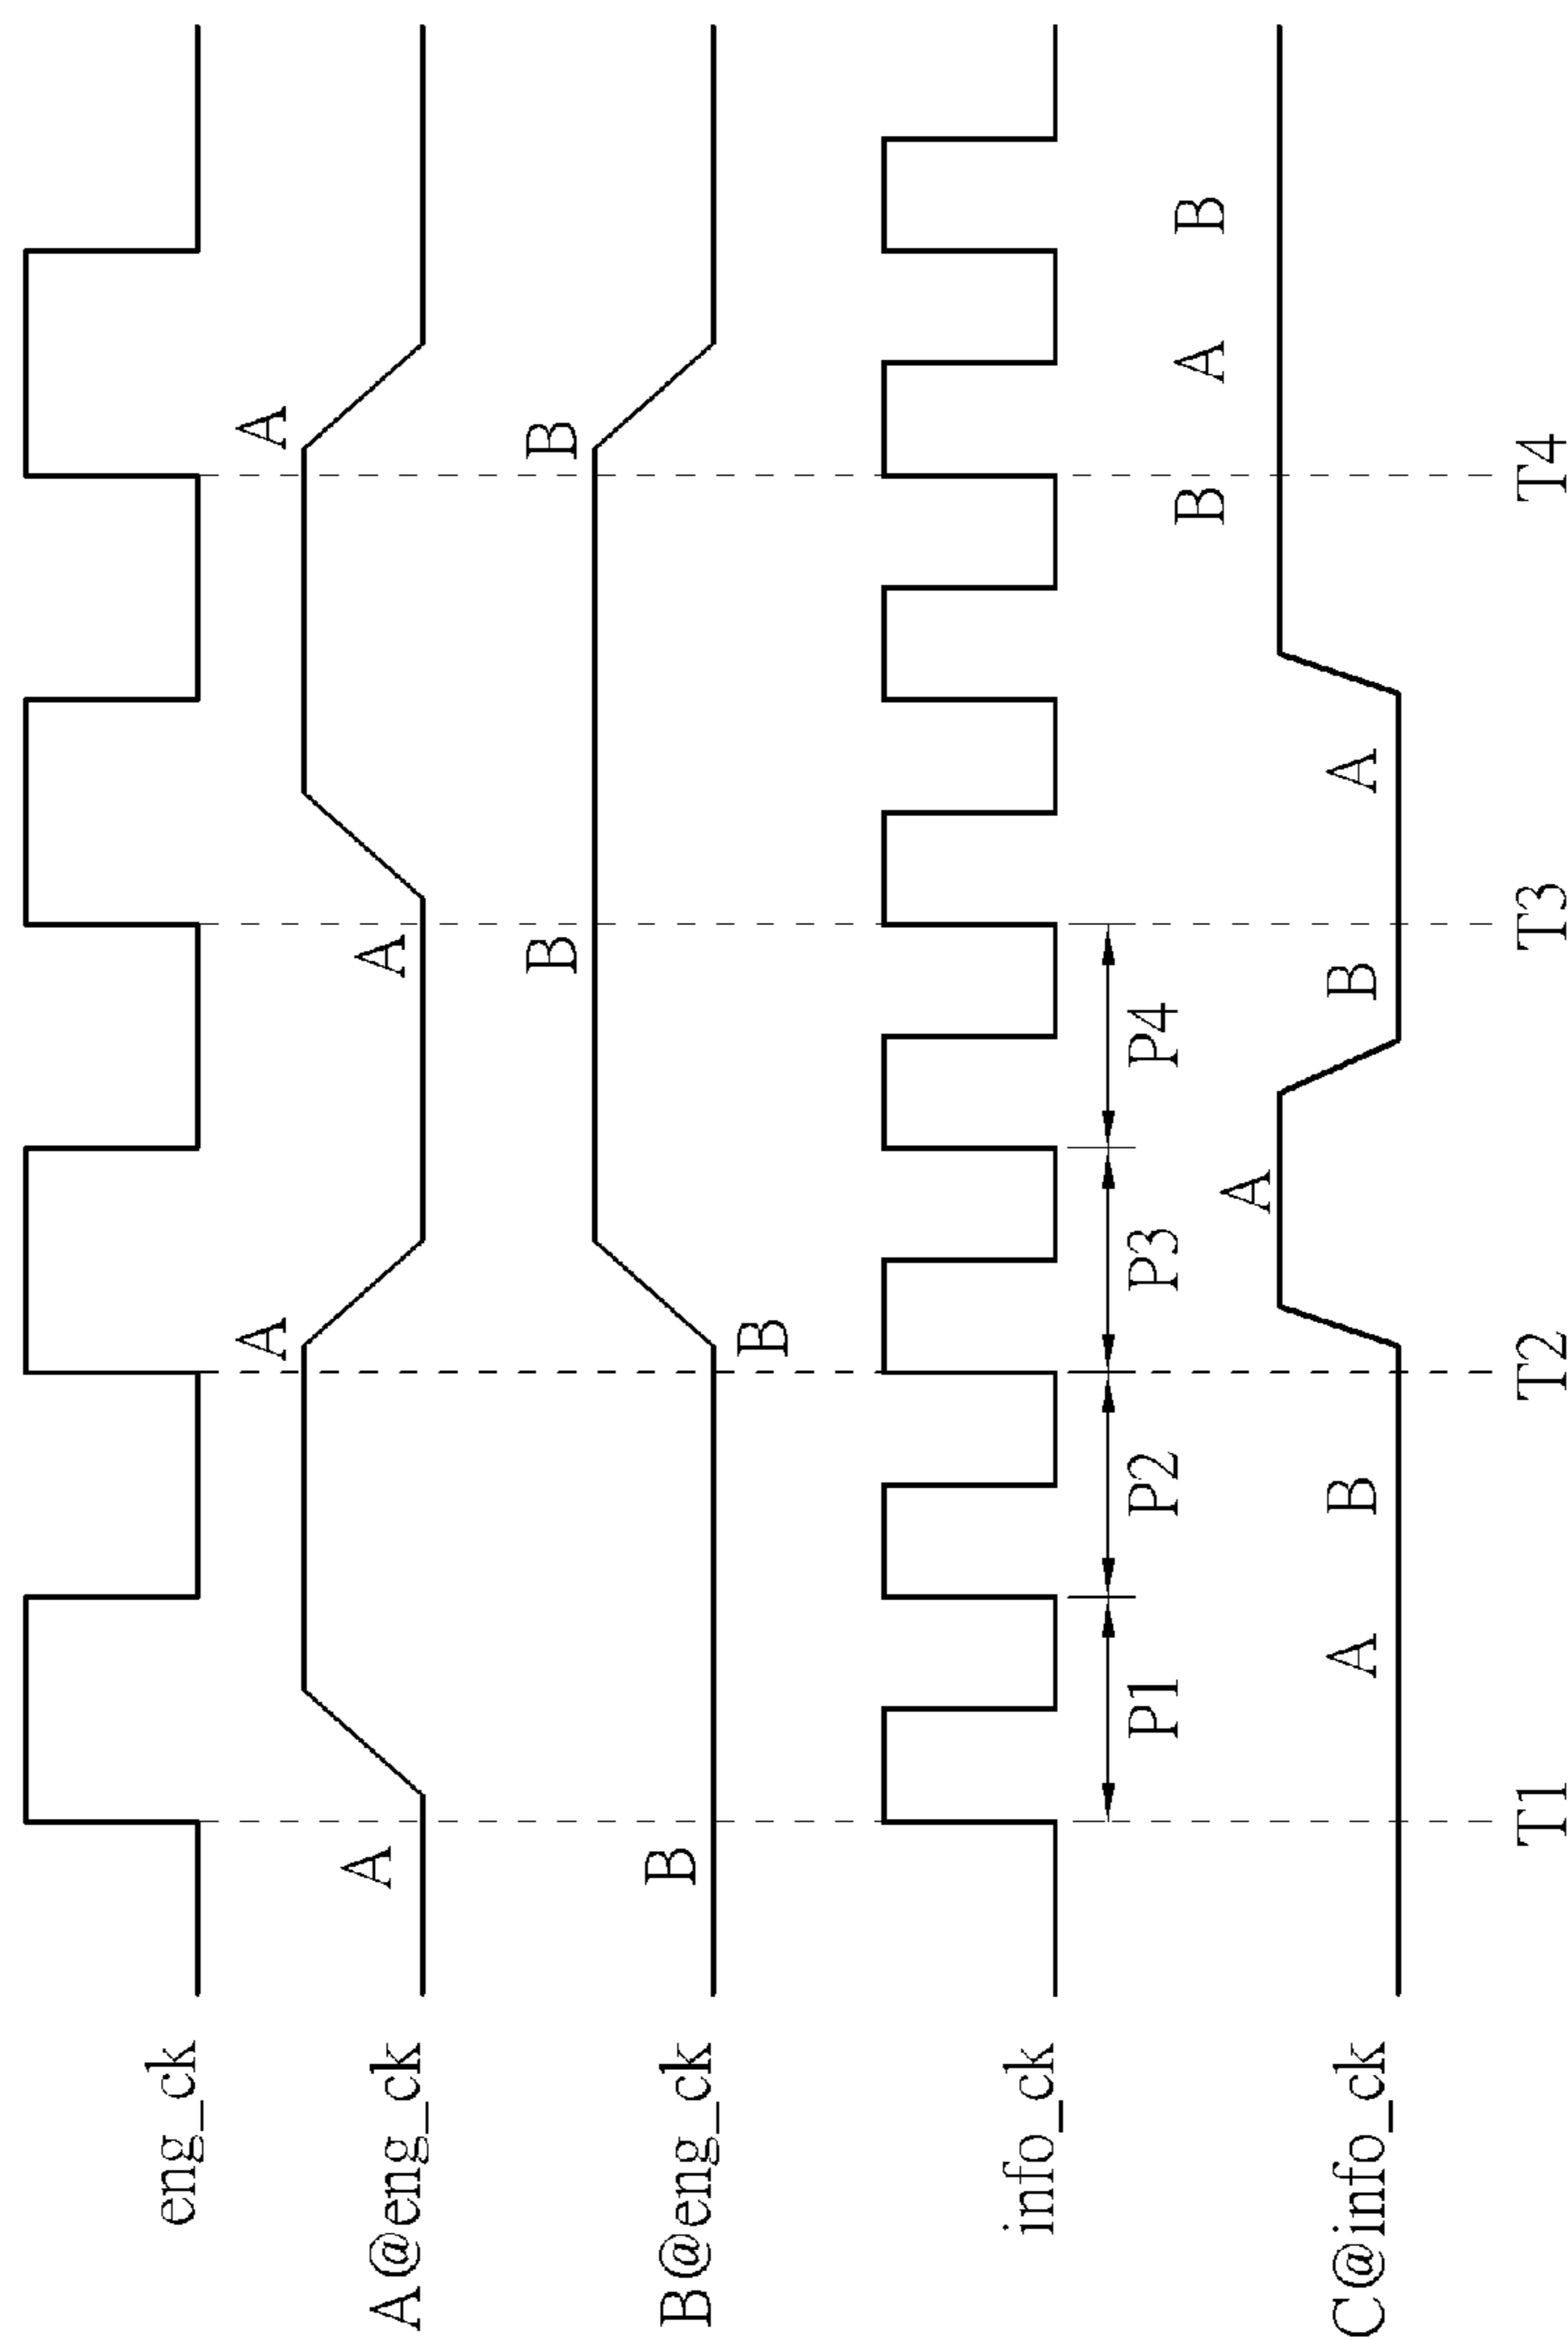 eng_ck
A@eng_ck A A A A
B@eng_ck B B B B
info_ck
P1 P2 P3 P4
C@info_ck A B A B A B A B
T1 T2 T3 T4